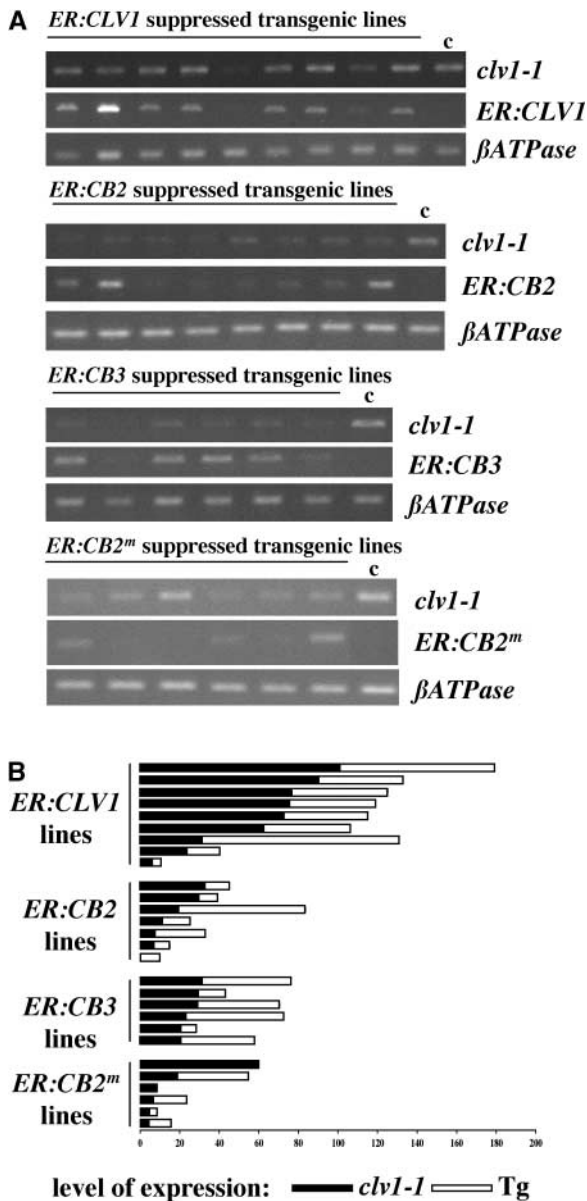 A
ER:CLV1 suppressed transgenic lines
c
clv1-1
ER:CLV1
βATPase
ER:CB2 suppressed transgenic lines
c
clv1-1
ER:CB2
βATPase
ER:CB3 suppressed transgenic lines
c
clv1-1
ER:CB3
βATPase
ER:CB2ᵐ suppressed transgenic lines
c
clv1-1
ER:CB2ᵐ
βATPase
B
ER:CLV1
lines
ER:CB2
lines
ER:CB3
lines
ER:CB2ᵐ
lines
0 20 40 60 80 100 120 140 160 180 200
level of expression: clv1-1 Tg